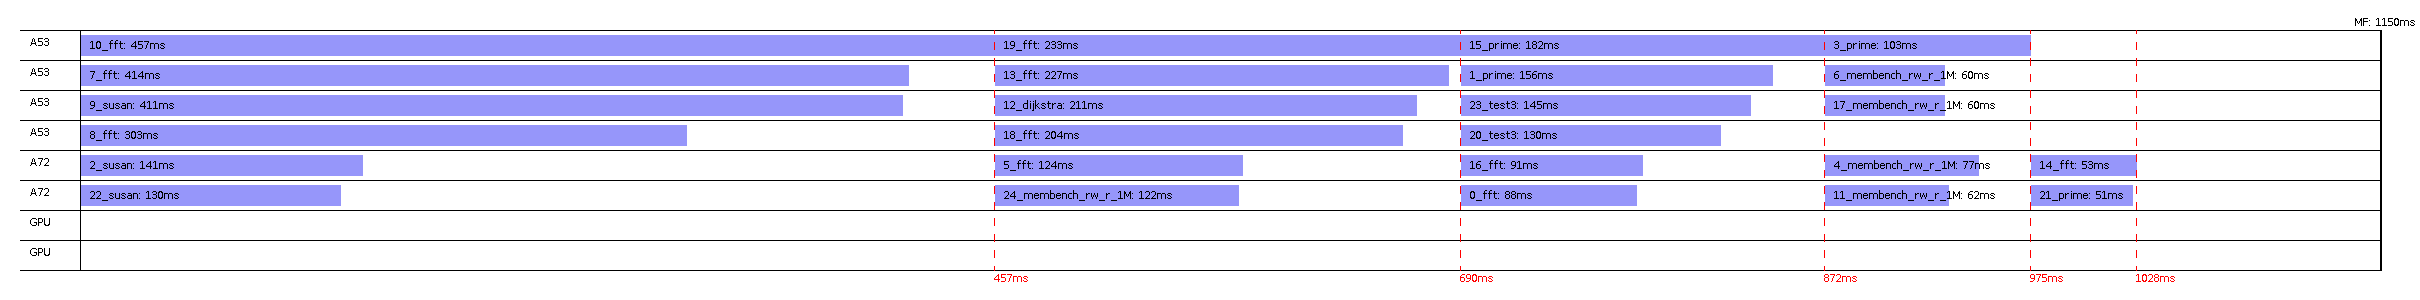 MF: 1150ms
A53 10_fft: 457ms 19_fft: 233ms 15_prime: 182ms 3_prime: 103ms
A53 7_fft: 414ms 13_fft: 227ms 1_prime: 156ms 6_membench_rw_r_1M: 60ms
A53 9_susan: 411ms 12_dijkstra: 211ms 23_test3: 145ms 17_membench_rw_r_1M: 60ms
A53 8_fft: 303ms 18_fft: 204ms 20_test3: 130ms
A72 2_susan: 141ms 5_fft: 124ms 16_fft: 91ms 4_membench_rw_r_1M: 77ms 14_fft: 53ms
A72 22_susan: 130ms 24_membench_rw_r_1M: 122ms 0_fft: 88ms 11_membench_rw_r_1M: 62ms 21_prime: 51ms
GPU
GPU
457ms 690ms 872ms 975ms 1028ms